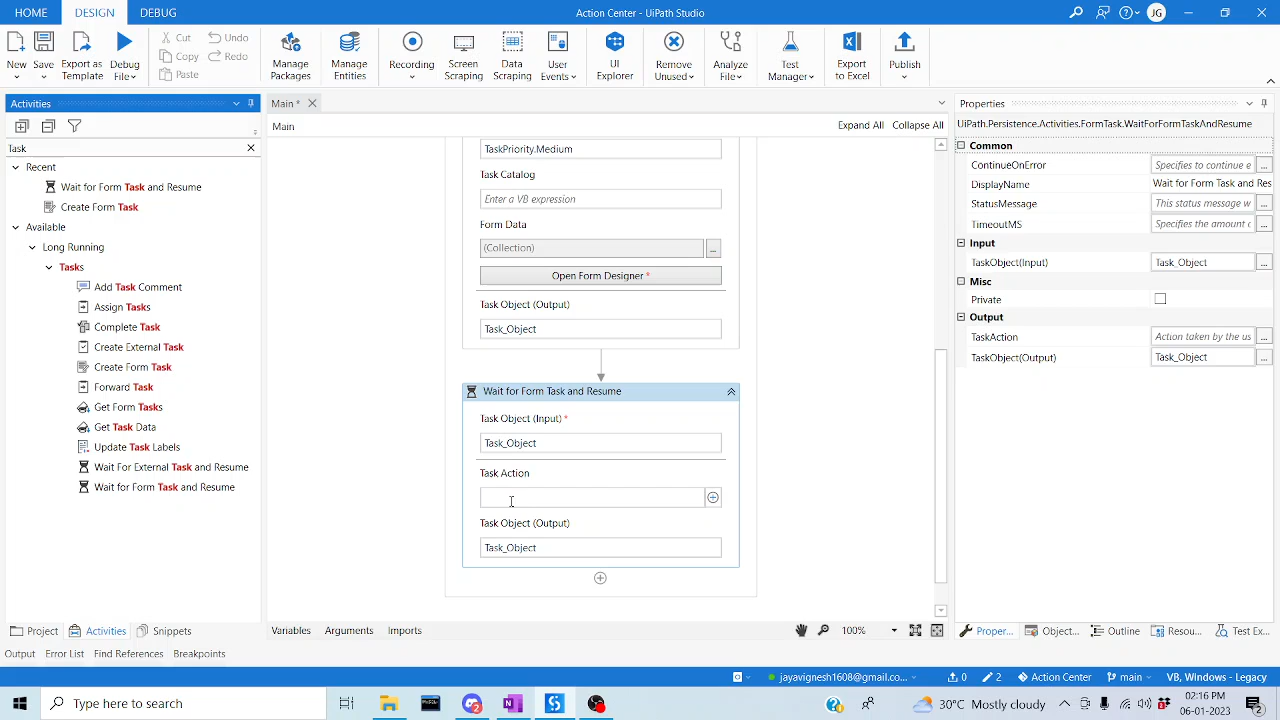 HOME DESIGN DEBUG Action Center - UiPath Studio JG
New Save Export as Template Debug File Cut Copy Paste Undo Redo Manage Packages Manage Entities Recording Screen Scraping Data Scraping User Events UI Explorer Remove Unused Analyze File Test Manager Export to Excel Publish
Activities
Task
Recent
Wait for Form Task and Resume
Create Form Task
Available
Long Running
Tasks
Add Task Comment
Assign Tasks
Complete Task
Create External Task
Create Form Task
Forward Task
Get Form Tasks
Get Task Data
Update Task Labels
Wait For External Task and Resume
Wait for Form Task and Resume
Project Activities Snippets
Main *
Main Expand All Collapse All
TaskPriority.Medium
Task Catalog
Enter a VB expression
Form Data
(Collection) ...
Open Form Designer *
Task Object (Output)
Task_Object
Wait for Form Task and Resume
Task Object (Input) *
Task_Object
Task Action
Task Object (Output)
Task_Object
Variables Arguments Imports 100%
Properties
UiPath.Persistence.Activities.FormTask.WaitForFormTaskAndResume
Common
ContinueOnError Specifies to continue e ...
DisplayName Wait for Form Task and Res
StatusMessage This status message w ...
TimeoutMS Specifies the amount c ...
Input
TaskObject(Input) Task_Object ...
Misc
Private
Output
TaskAction Action taken by the us ...
TaskObject(Output) Task_Object ...
Proper... Object... Outline Resou... Test Ex...
Output Error List Find References Breakpoints
jayavignesh1608@gmail.co... 0 2 Action Center main VB, Windows - Legacy
Type here to search 30°C Mostly cloudy 02:16 PM
06-01-2023